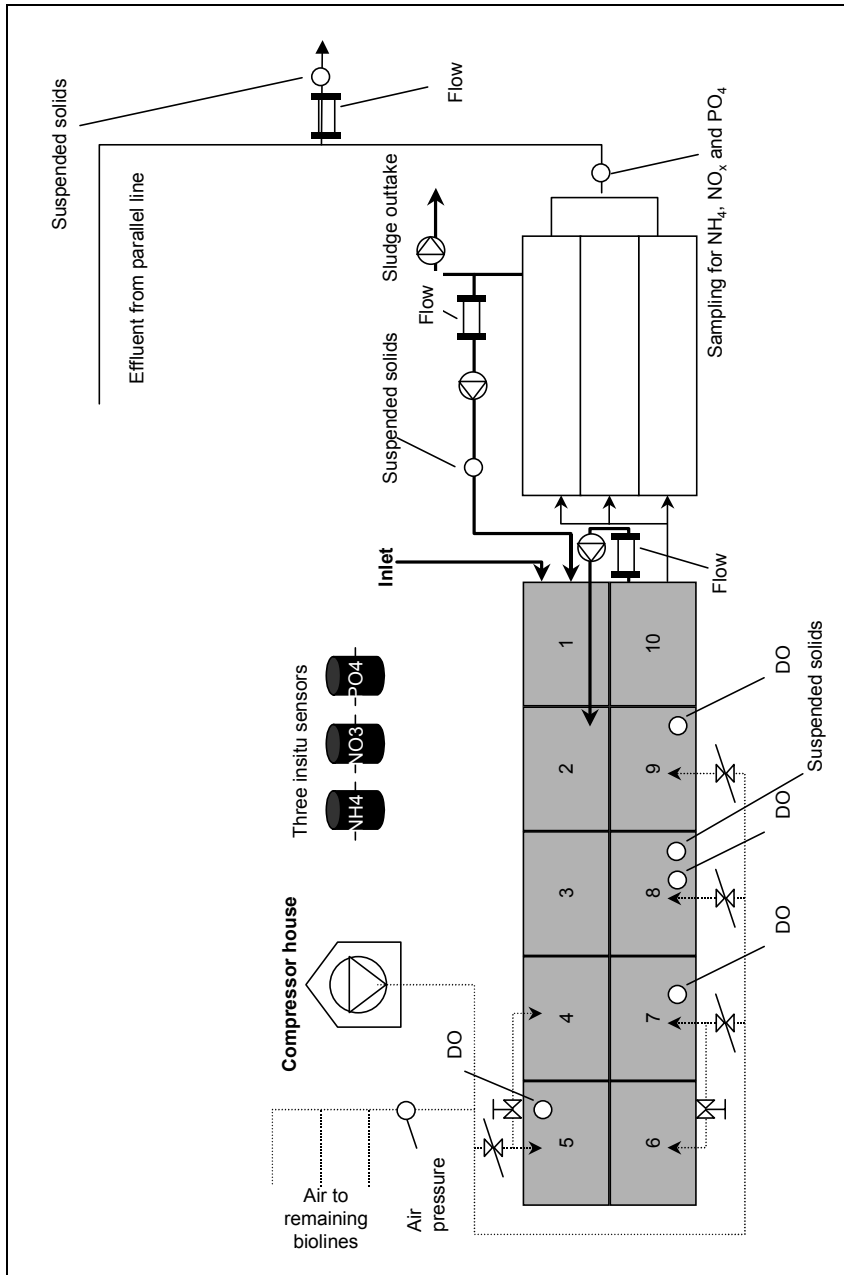 Suspended solids
Flow
Effluent from parallel line
Sludge outtake
Flow
Suspended solids
Sampling for NH₄, NOₓ and PO₄
Inlet
Flow
Three insitu sensors
NH4
NO3
PO4
Compressor house
DO
Air to
remaining
biolines
Air
pressure
1
2
3
4
5
6
7
8
9
10
DO
Suspended solids
DO
DO